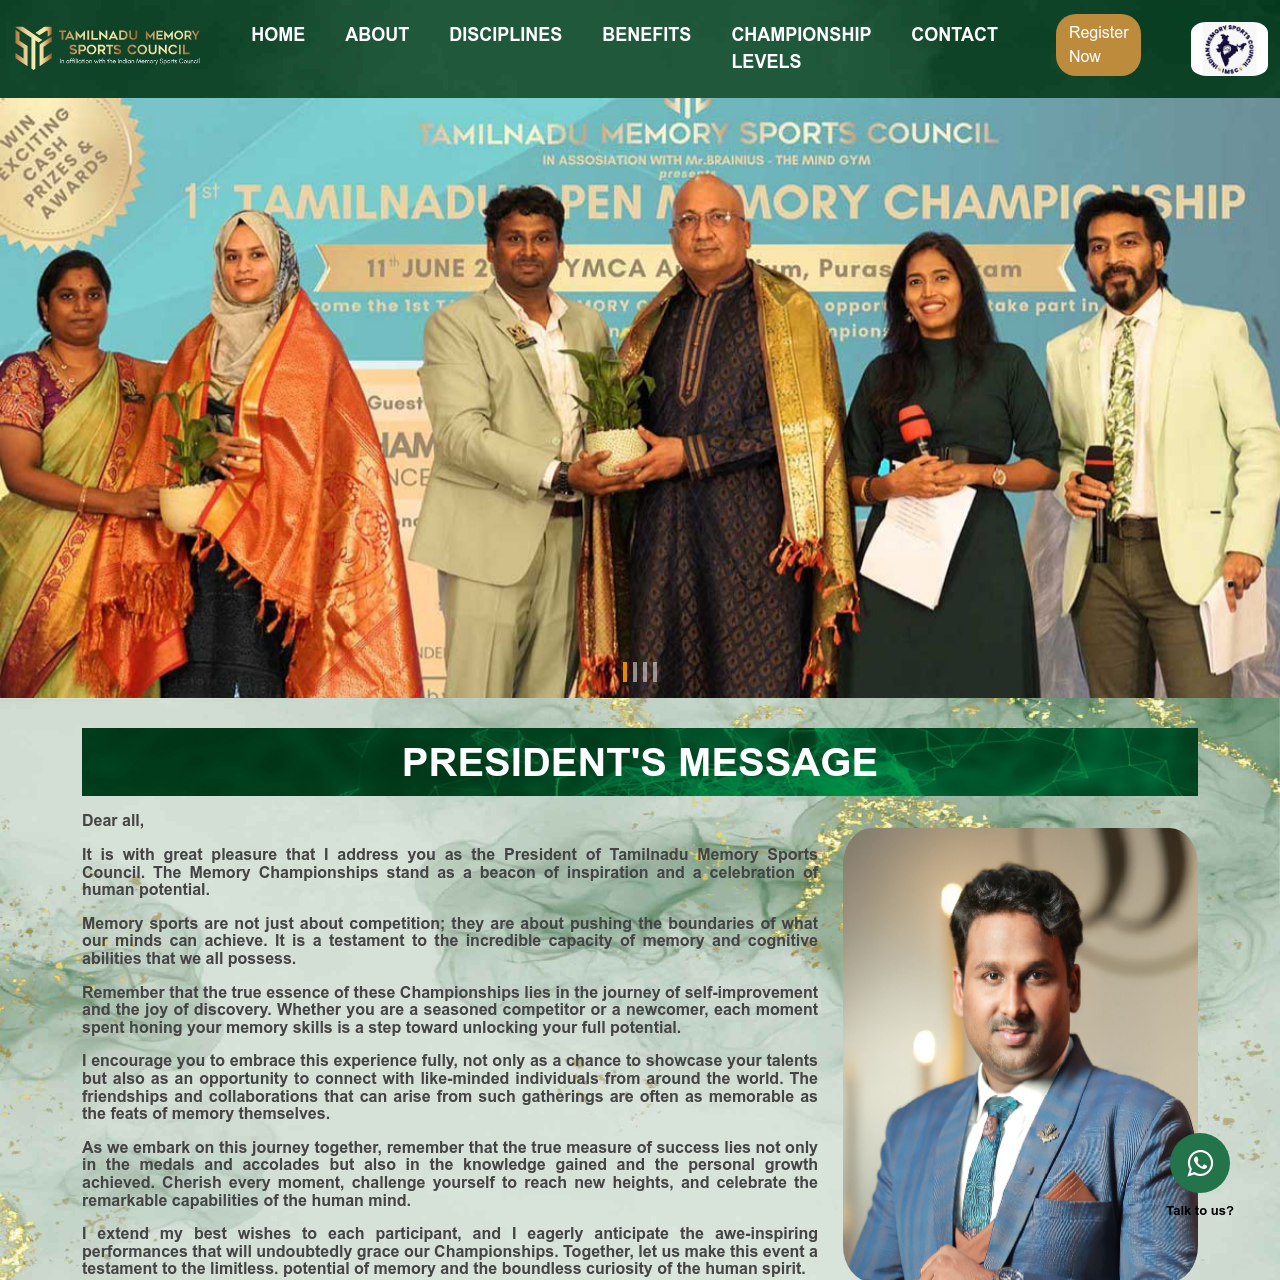 TAMILNADU MEMORY
SPORTS COUNCIL
In affiliation with the Indian Memory Sports Council
HOME
ABOUT
DISCIPLINES
BENEFITS
CHAMPIONSHIP
LEVELS
CONTACT
Register
Now
INDIAN MEMORY SPORTS COUNCIL
IMSC
WIN
EXCITING
CASH
PRIZES &
AWARDS
TAMILNADU MEMORY SPORTS COUNCIL
IN ASSOSIATION WITH Mr.BRAINIUS - THE MIND GYM
presents
1st TAMILNADU OPEN MEMORY CHAMPIONSHIP
11th JUNE YMCA
come the 1st
take part in
Guest
PRESIDENT'S MESSAGE
Dear all,
It is with great pleasure that I address you as the President of Tamilnadu Memory Sports
Council. The Memory Championships stand as a beacon of inspiration and a celebration of
human potential.
Memory sports are not just about competition; they are about pushing the boundaries of what
our minds can achieve. It is a testament to the incredible capacity of memory and cognitive
abilities that we all possess.
Remember that the true essence of these Championships lies in the journey of self-improvement
and the joy of discovery. Whether you are a seasoned competitor or a newcomer, each moment
spent honing your memory skills is a step toward unlocking your full potential.
I encourage you to embrace this experience fully, not only as a chance to showcase your talents
but also as an opportunity to connect with like-minded individuals from around the world. The
friendships and collaborations that can arise from such gatherings are often as memorable as
the feats of memory themselves.
As we embark on this journey together, remember that the true measure of success lies not only
in the medals and accolades but also in the knowledge gained and the personal growth
achieved. Cherish every moment, challenge yourself to reach new heights, and celebrate the
remarkable capabilities of the human mind.
I extend my best wishes to each participant, and I eagerly anticipate the awe-inspiring
performances that will undoubtedly grace our Championships. Together, let us make this event a
testament to the limitless. potential of memory and the boundless curiosity of the human spirit.
Talk to us?